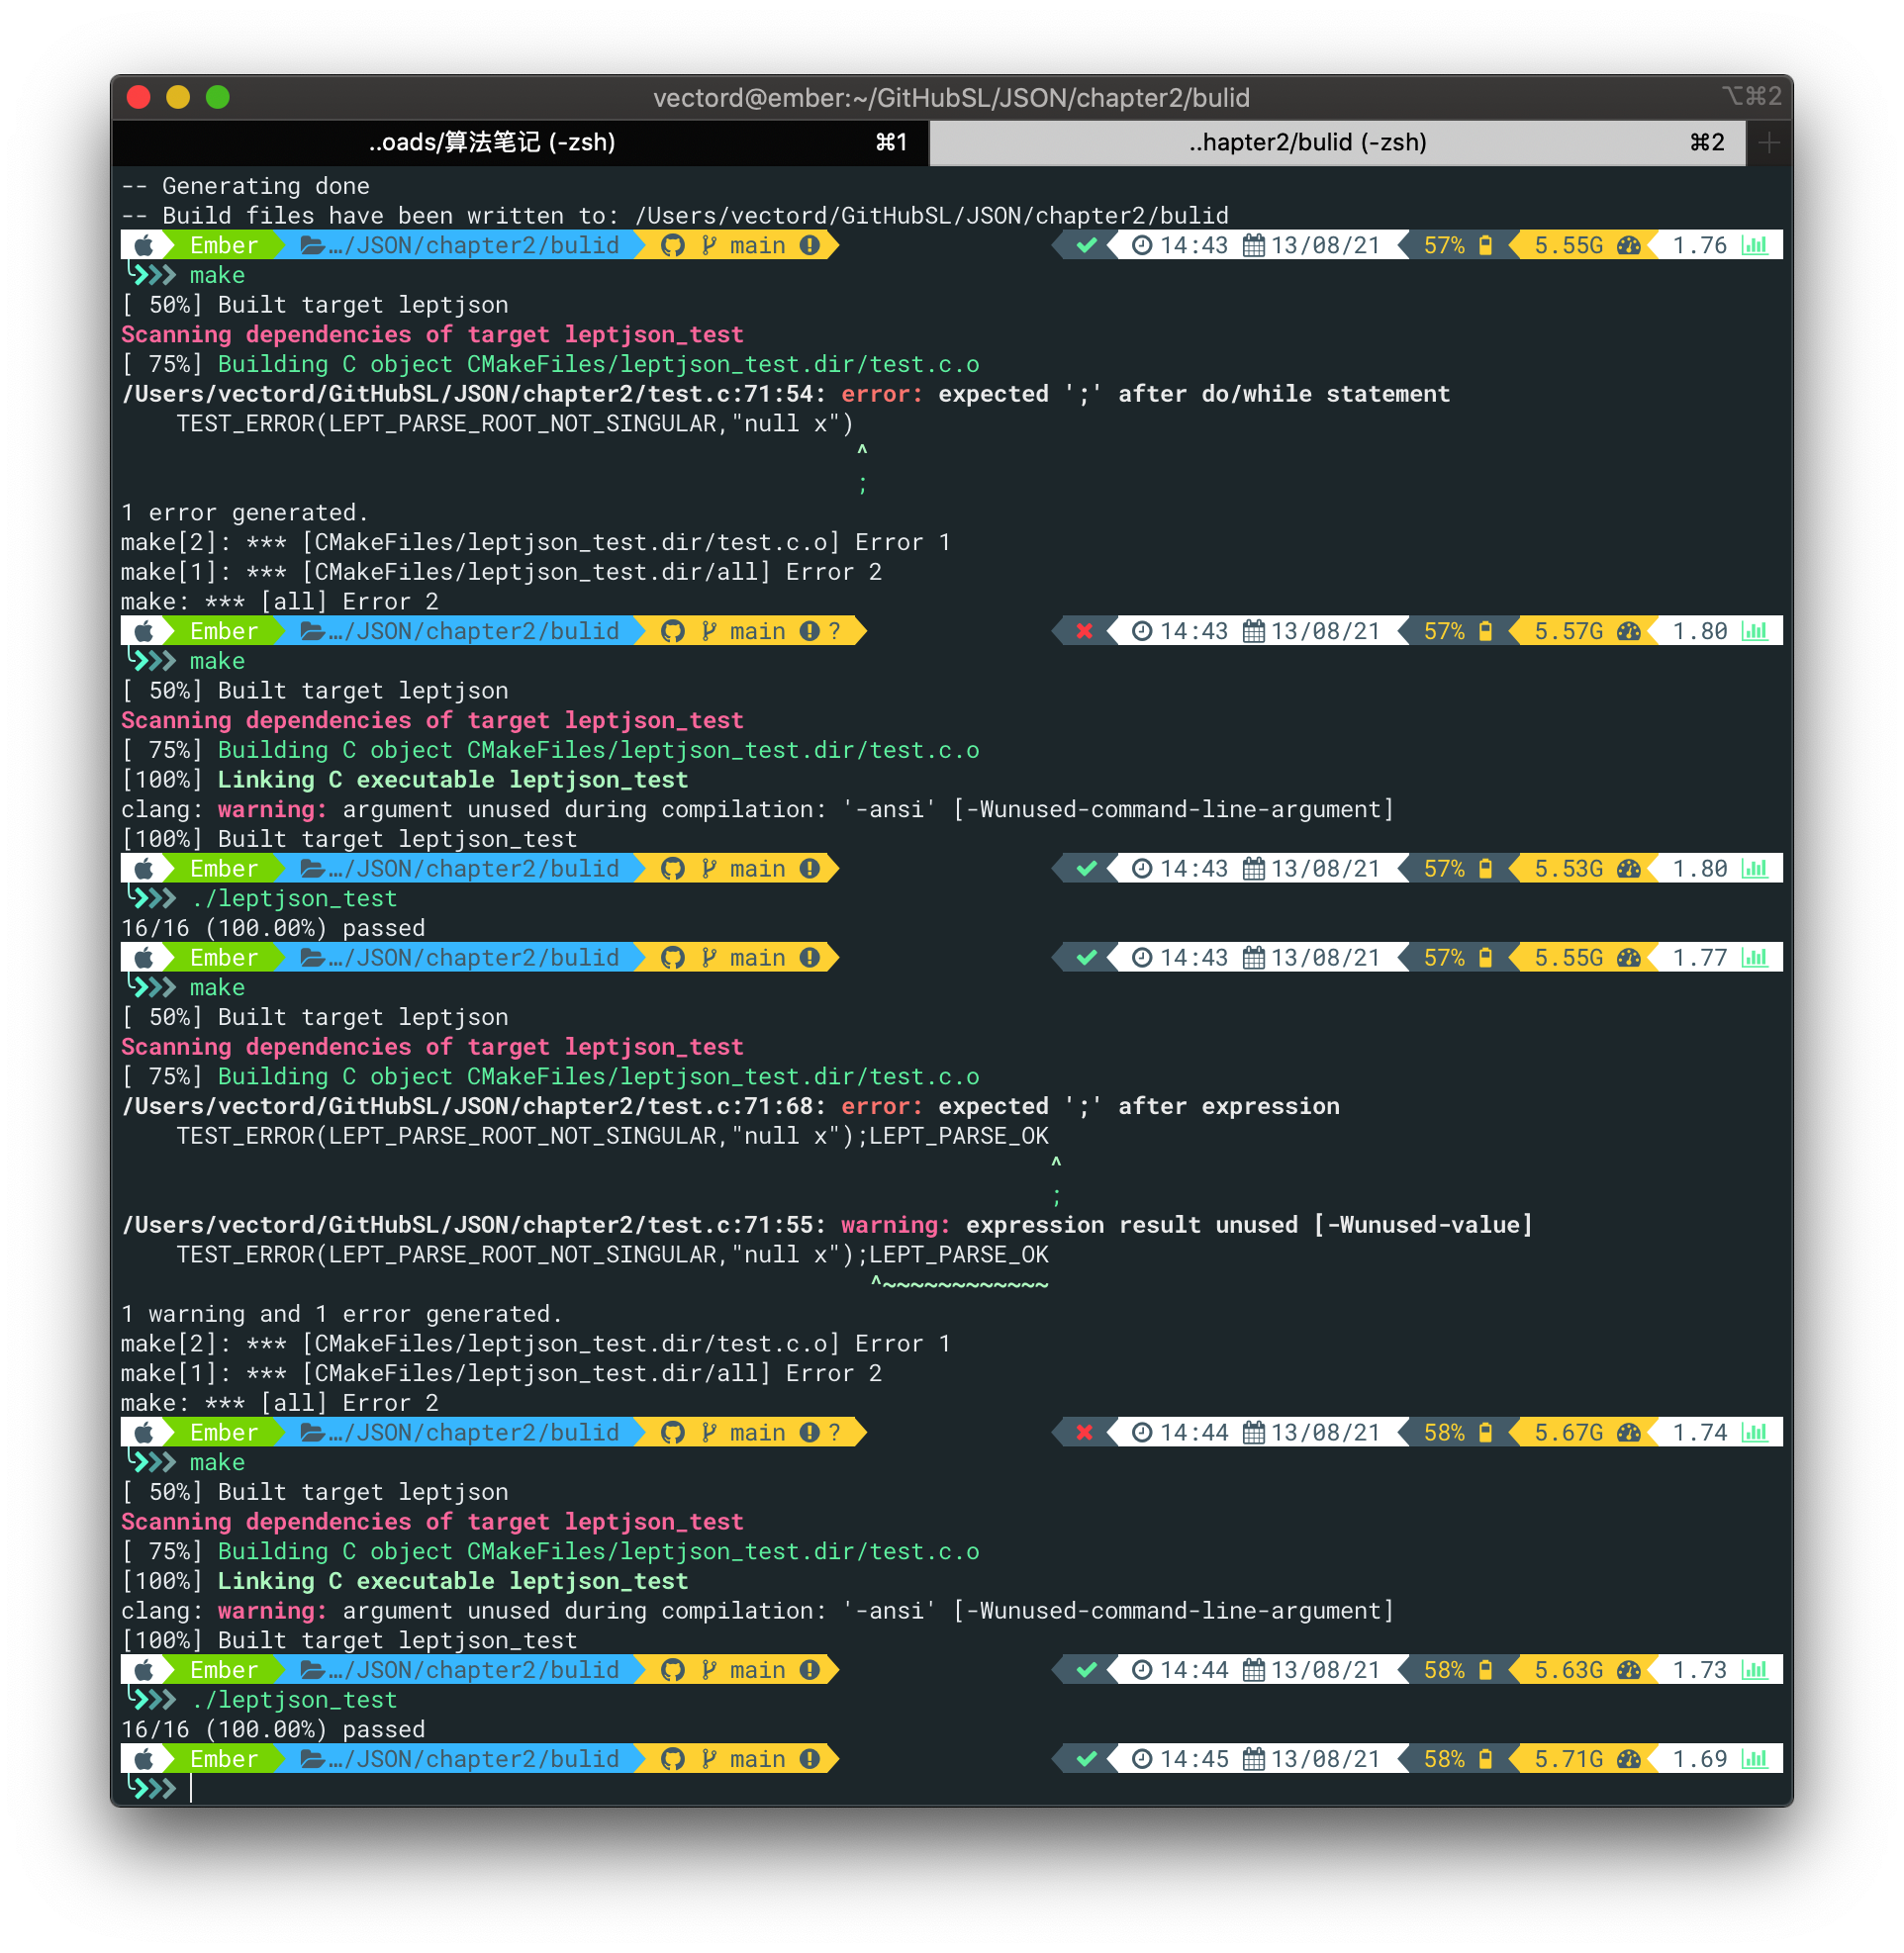 vectord@ember:~/GitHubSL/JSON/chapter2/bulid ⌥⌘2
..oads/算法笔记 (-zsh) ⌘1 ..hapter2/bulid (-zsh) ⌘2
-- Generating done
-- Build files have been written to: /Users/vectord/GitHubSL/JSON/chapter2/bulid
Ember …/JSON/chapter2/bulid main 14:43 13/08/21 57% 5.55G 1.76
make
[ 50%] Built target leptjson
Scanning dependencies of target leptjson_test
[ 75%] Building C object CMakeFiles/leptjson_test.dir/test.c.o
/Users/vectord/GitHubSL/JSON/chapter2/test.c:71:54: error: expected ';' after do/while statement
    TEST_ERROR(LEPT_PARSE_ROOT_NOT_SINGULAR,"null x")
^
;
1 error generated.
make[2]: *** [CMakeFiles/leptjson_test.dir/test.c.o] Error 1
make[1]: *** [CMakeFiles/leptjson_test.dir/all] Error 2
make: *** [all] Error 2
Ember …/JSON/chapter2/bulid main ? 14:43 13/08/21 57% 5.57G 1.80
make
[ 50%] Built target leptjson
Scanning dependencies of target leptjson_test
[ 75%] Building C object CMakeFiles/leptjson_test.dir/test.c.o
[100%] Linking C executable leptjson_test
clang: warning: argument unused during compilation: '-ansi' [-Wunused-command-line-argument]
[100%] Built target leptjson_test
Ember …/JSON/chapter2/bulid main 14:43 13/08/21 57% 5.53G 1.80
./leptjson_test
16/16 (100.00%) passed
Ember …/JSON/chapter2/bulid main 14:43 13/08/21 57% 5.55G 1.77
make
[ 50%] Built target leptjson
Scanning dependencies of target leptjson_test
[ 75%] Building C object CMakeFiles/leptjson_test.dir/test.c.o
/Users/vectord/GitHubSL/JSON/chapter2/test.c:71:68: error: expected ';' after expression
    TEST_ERROR(LEPT_PARSE_ROOT_NOT_SINGULAR,"null x");LEPT_PARSE_OK
^
;
/Users/vectord/GitHubSL/JSON/chapter2/test.c:71:55: warning: expression result unused [-Wunused-value]
    TEST_ERROR(LEPT_PARSE_ROOT_NOT_SINGULAR,"null x");LEPT_PARSE_OK
^~~~~~~~~~~~~
1 warning and 1 error generated.
make[2]: *** [CMakeFiles/leptjson_test.dir/test.c.o] Error 1
make[1]: *** [CMakeFiles/leptjson_test.dir/all] Error 2
make: *** [all] Error 2
Ember …/JSON/chapter2/bulid main ? 14:44 13/08/21 58% 5.67G 1.74
make
[ 50%] Built target leptjson
Scanning dependencies of target leptjson_test
[ 75%] Building C object CMakeFiles/leptjson_test.dir/test.c.o
[100%] Linking C executable leptjson_test
clang: warning: argument unused during compilation: '-ansi' [-Wunused-command-line-argument]
[100%] Built target leptjson_test
Ember …/JSON/chapter2/bulid main 14:44 13/08/21 58% 5.63G 1.73
./leptjson_test
16/16 (100.00%) passed
Ember …/JSON/chapter2/bulid main 14:45 13/08/21 58% 5.71G 1.69